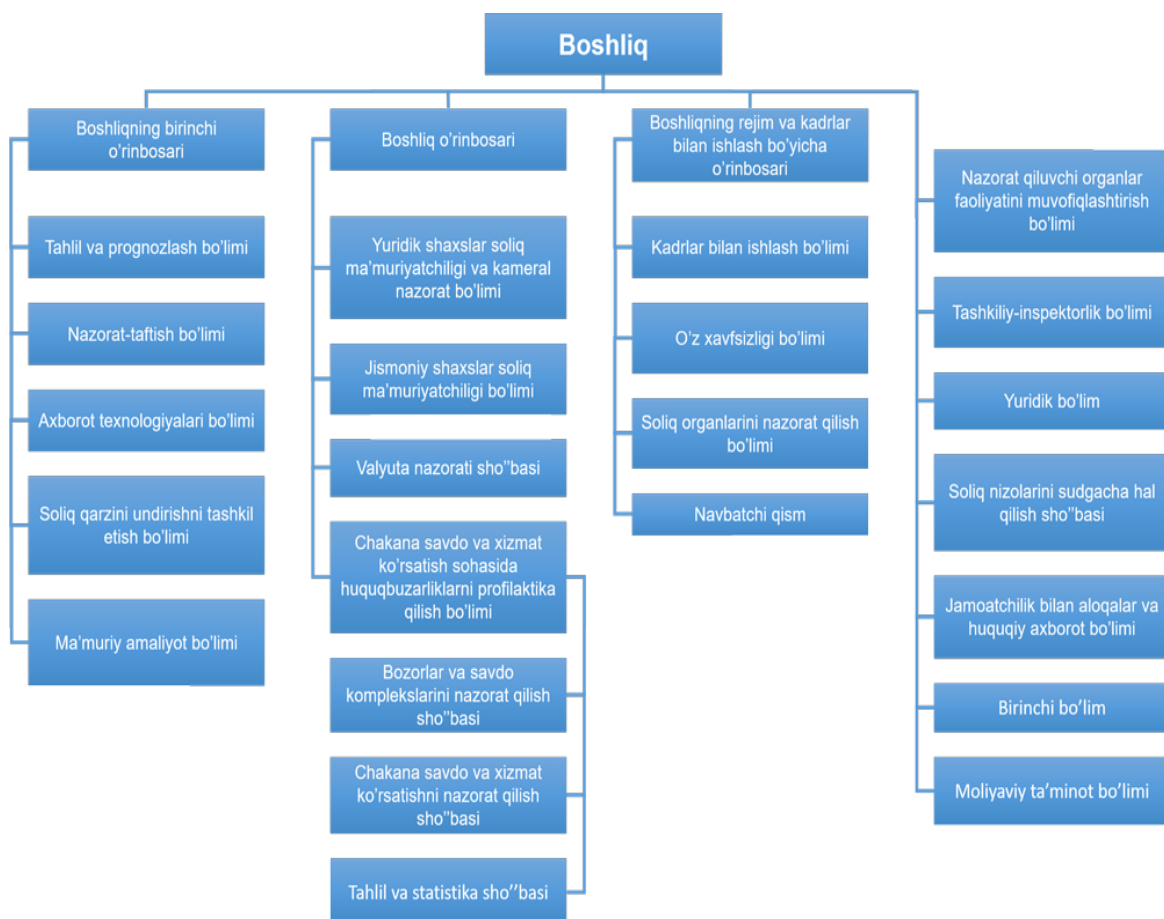 Boshliq
Boshliqning birinchi
o’rinbosari
Tahlil va prognozlash bo’limi
Nazorat-taftish bo’limi
Axborot texnologiyalari bo’limi
Soliq qarzini undirishni tashkil
etish bo’limi
Ma’muriy amaliyot bo’limi
Boshliq o’rinbosari
Yuridik shaxslar soliq
ma’muriyatchiligi va kameral
nazorat bo’limi
Jismoniy shaxslar soliq
ma’muriyatchiligi bo’limi
Valyuta nazorati sho’’basi
Chakana savdo va xizmat
ko’rsatish sohasida
huquqbuzarliklarni profilaktika
qilish bo’limi
Bozorlar va savdo
komplekslarini nazorat qilish
sho’’basi
Chakana savdo va xizmat
ko’rsatishni nazorat qilish
sho’’basi
Tahlil va statistika sho’’basi
Boshliqning rejim va kadrlar
bilan ishlash bo’yicha
o’rinbosari
Kadrlar bilan ishlash bo’limi
O’z xavfsizligi bo’limi
Soliq organlarini nazorat qilish
bo’limi
Navbatchi qism
Nazorat qiluvchi organlar
faoliyatini muvofiqlashtirish
bo’limi
Tashkiliy-inspektorlik bo’limi
Yuridik bo’lim
Soliq nizolarini sudgacha hal
qilish sho’’basi
Jamoatchilik bilan aloqalar va
huquqiy axborot bo’limi
Birinchi bo’lim
Moliyaviy ta’minot bo’limi